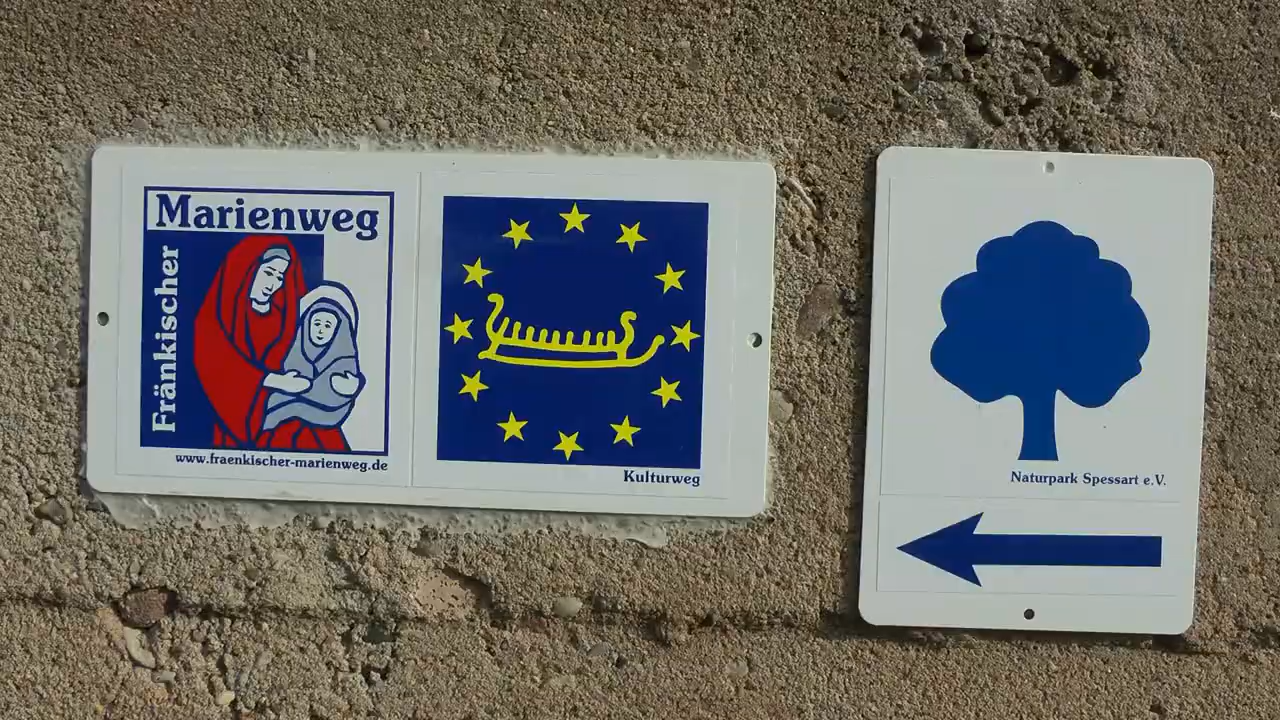 Marienweg
Fränkischer
www.fraenkischer-marienweg.de
Kulturweg
Naturpark Spessart e.V.